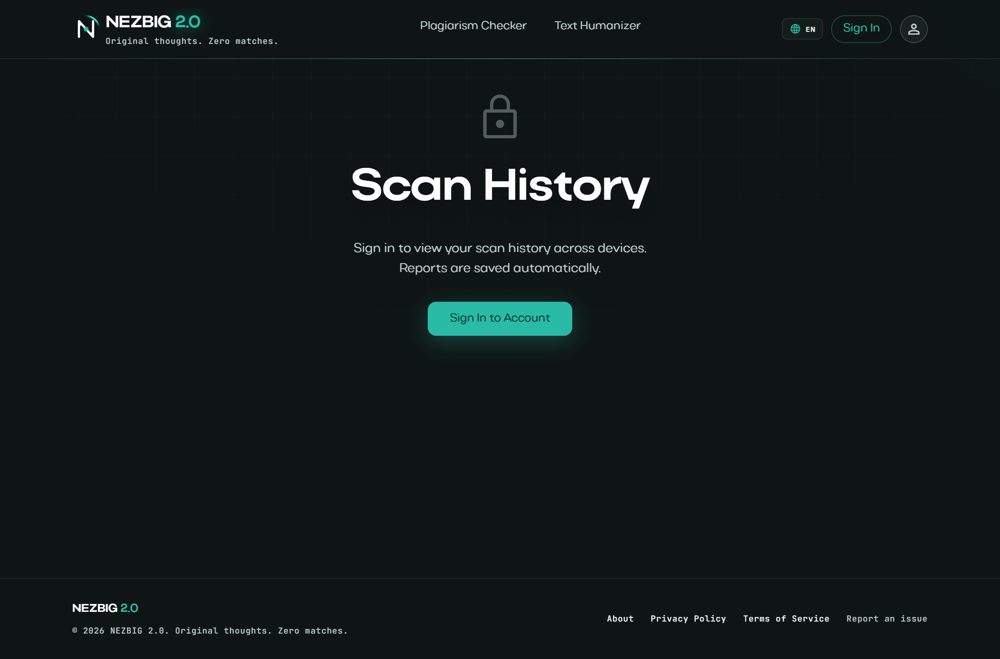 NEZBIG 2.0
Original thoughts. Zero matches.
Plagiarism Checker
Text Humanizer
EN
Sign In
Scan History
Sign in to view your scan history across devices.
Reports are saved automatically.
Sign In to Account
NEZBIG 2.0
© 2026 NEZBIG 2.0. Original thoughts. Zero matches.
About
Privacy Policy
Terms of Service
Report an issue